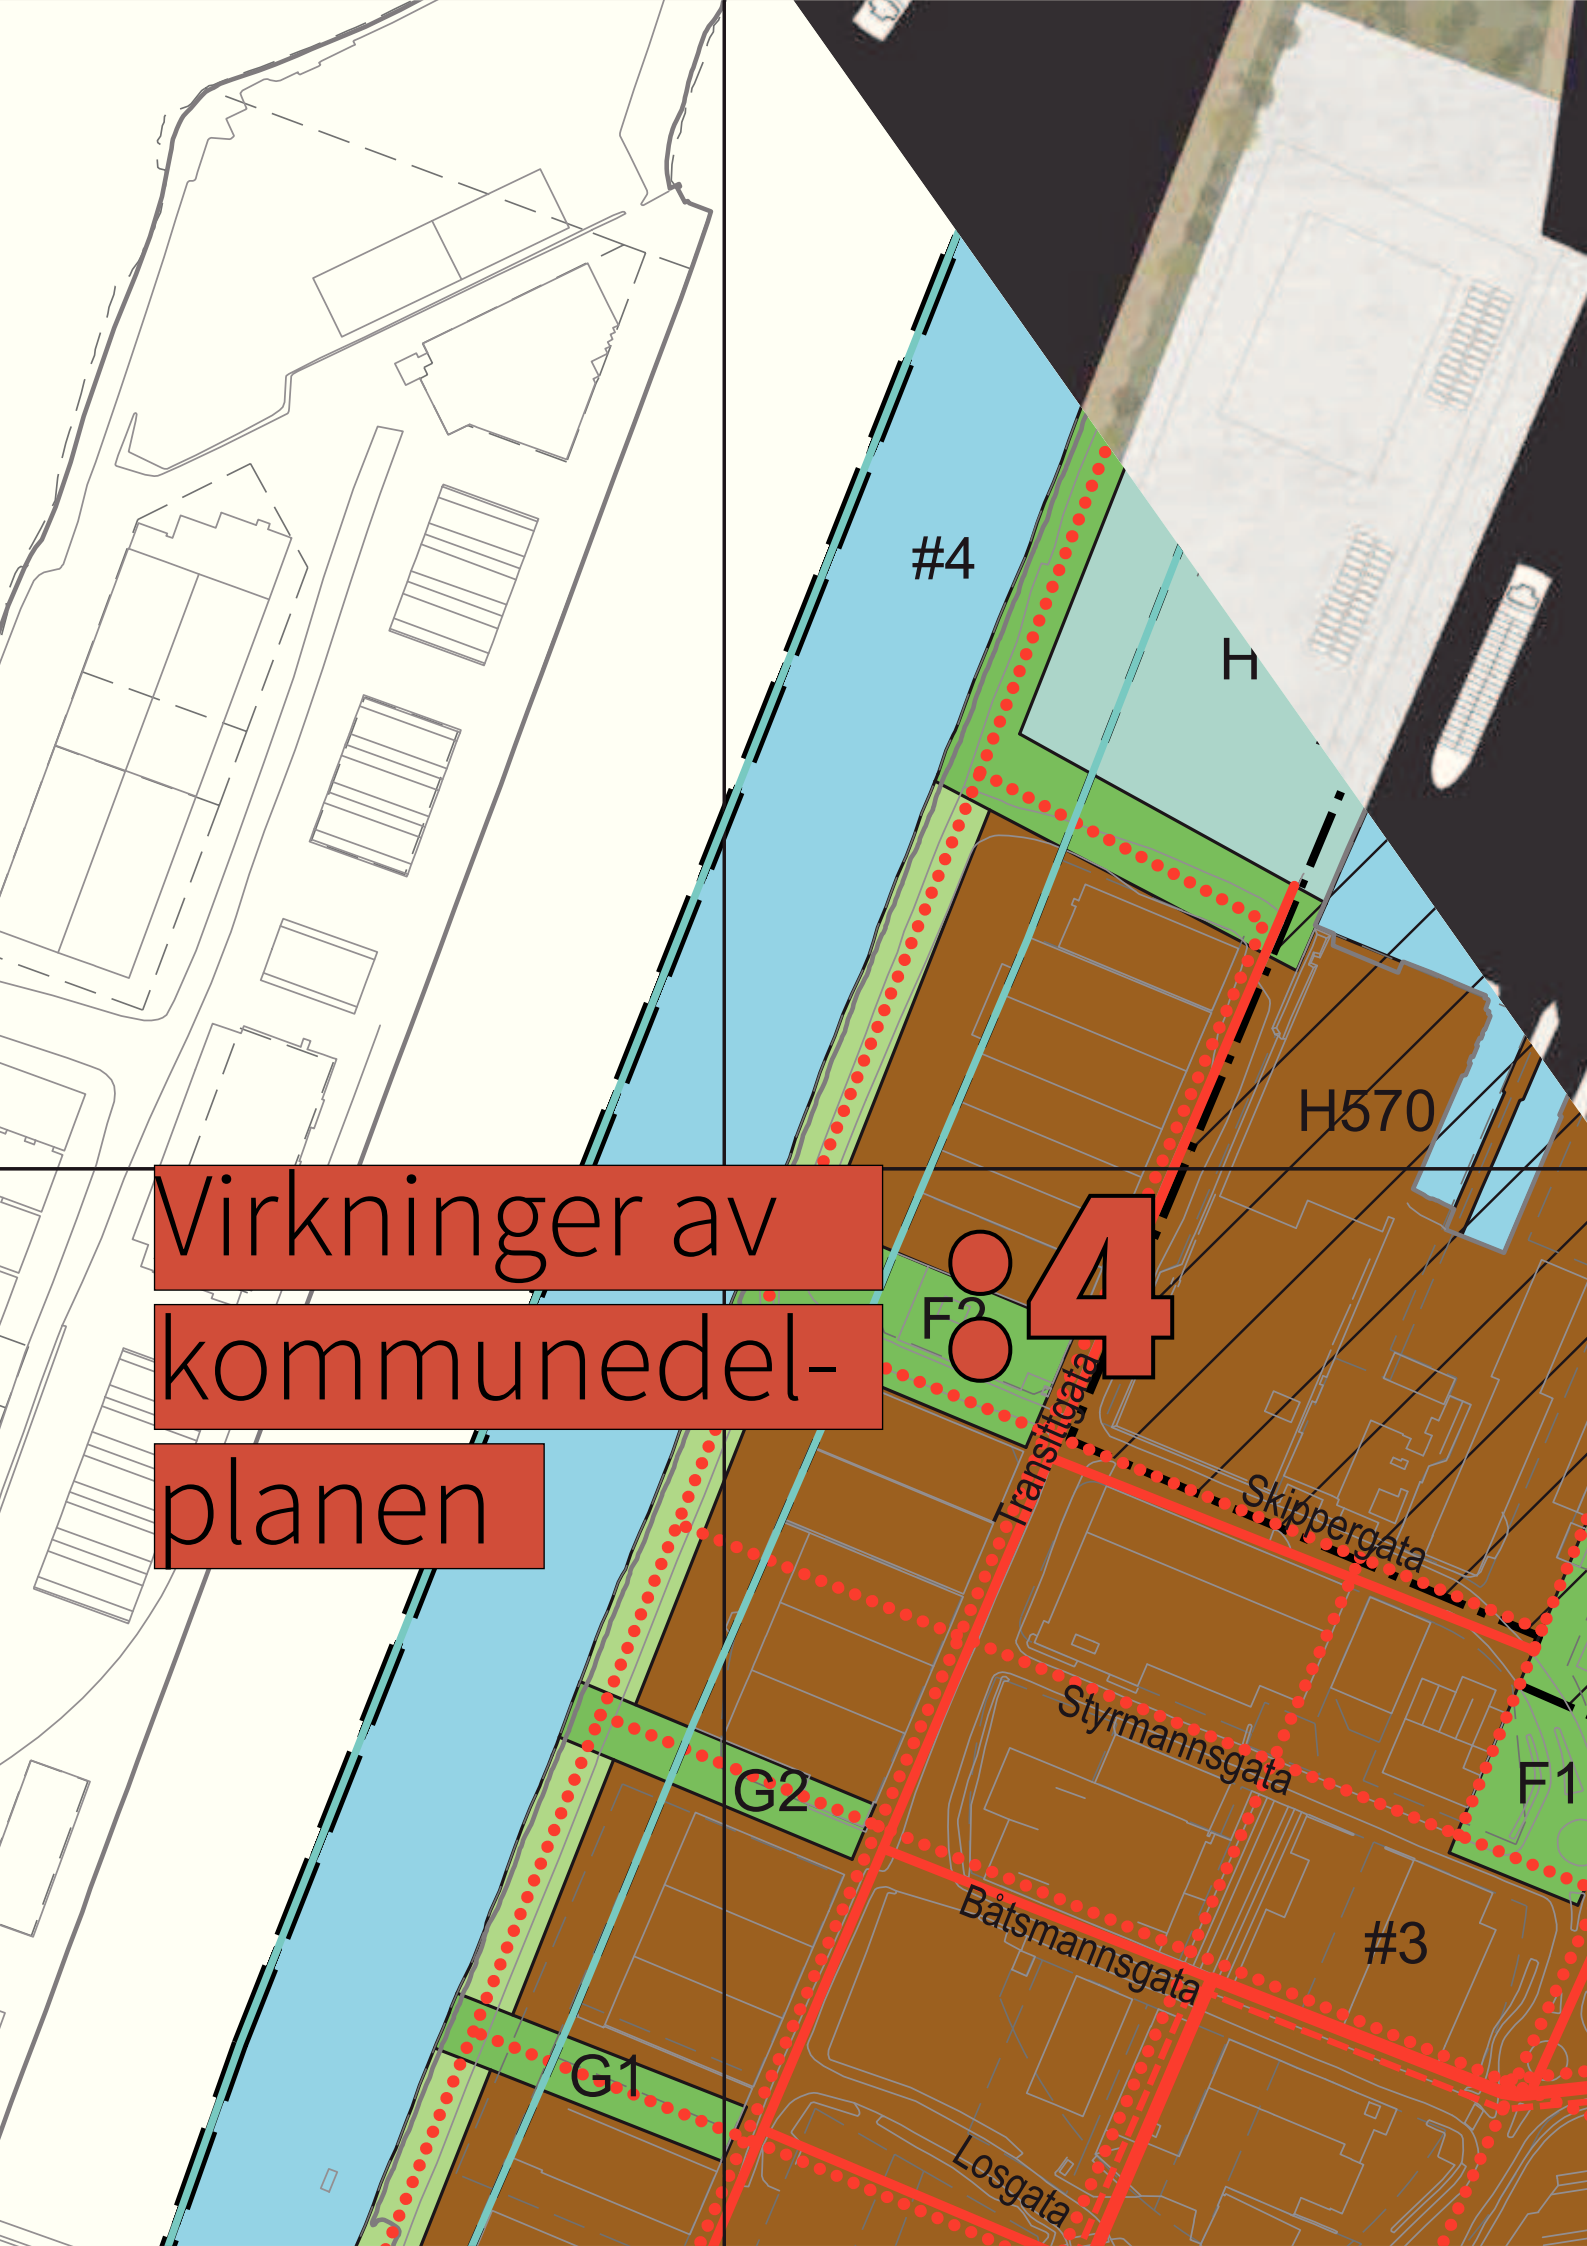 #4
H
H570
Virkninger av
kommunedel-
planen
:4
F2
Transittgata
Skippergata
Styrmannsgata
F1
G2
Båtsmannsgata
#3
G1
Losgata